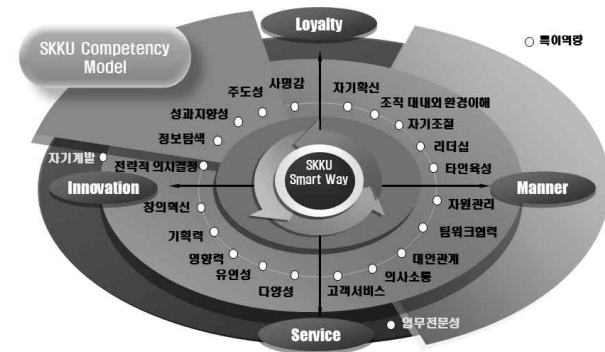 Loyalty
SKKU Competency
Model
특이역량
사명감
자기확신
주도성
조직 대내외 환경이해
성과지향성
자기조절
정보탐색
리더십
자기계발
전략적 의사결정
타인육성
SKKU
Smart Way
Innovation
Manner
창의혁신
자원관리
기획력
팀워크협력
영향력
대인관계
유연성
의사소통
다양성
고객서비스
업무전문성
Service